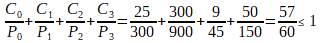 C₀/P₀ + C₁/P₁ + C₂/P₂ + C₃/P₃ = 25/300 + 300/900 + 9/45 + 50/150 = 57/60 ≤ 1